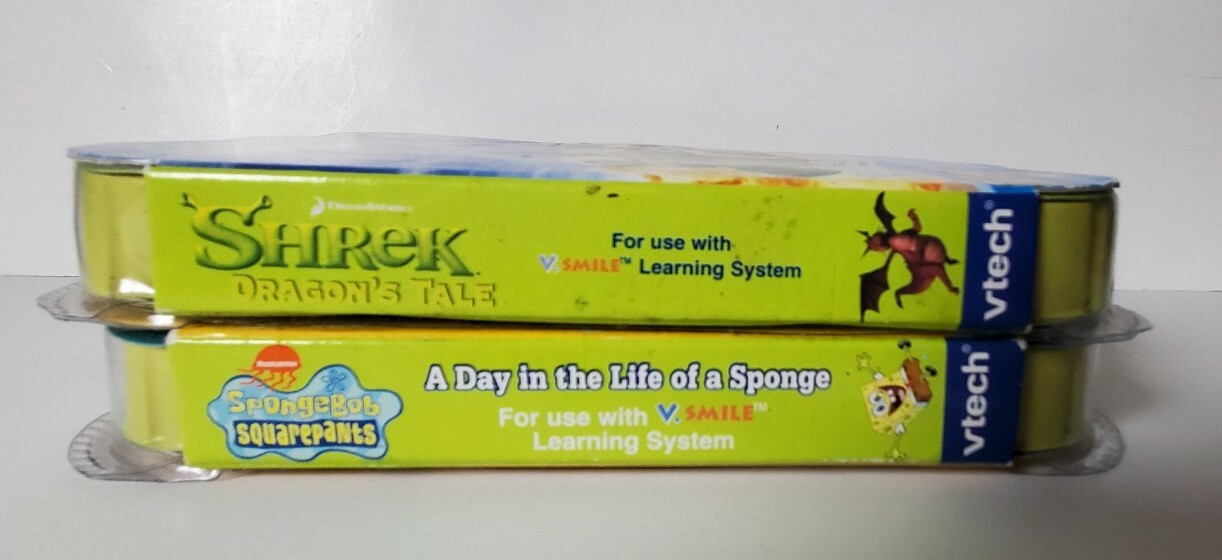 DreamWorks
SHREK
DRAGON'S TALE
For use with
V.SMILE™ Learning System
vtech®
Nickelodeon
SpongeBob
SQUAREPANTS
A Day in the Life of a Sponge
For use with V.SMILE™
Learning System
vtech®